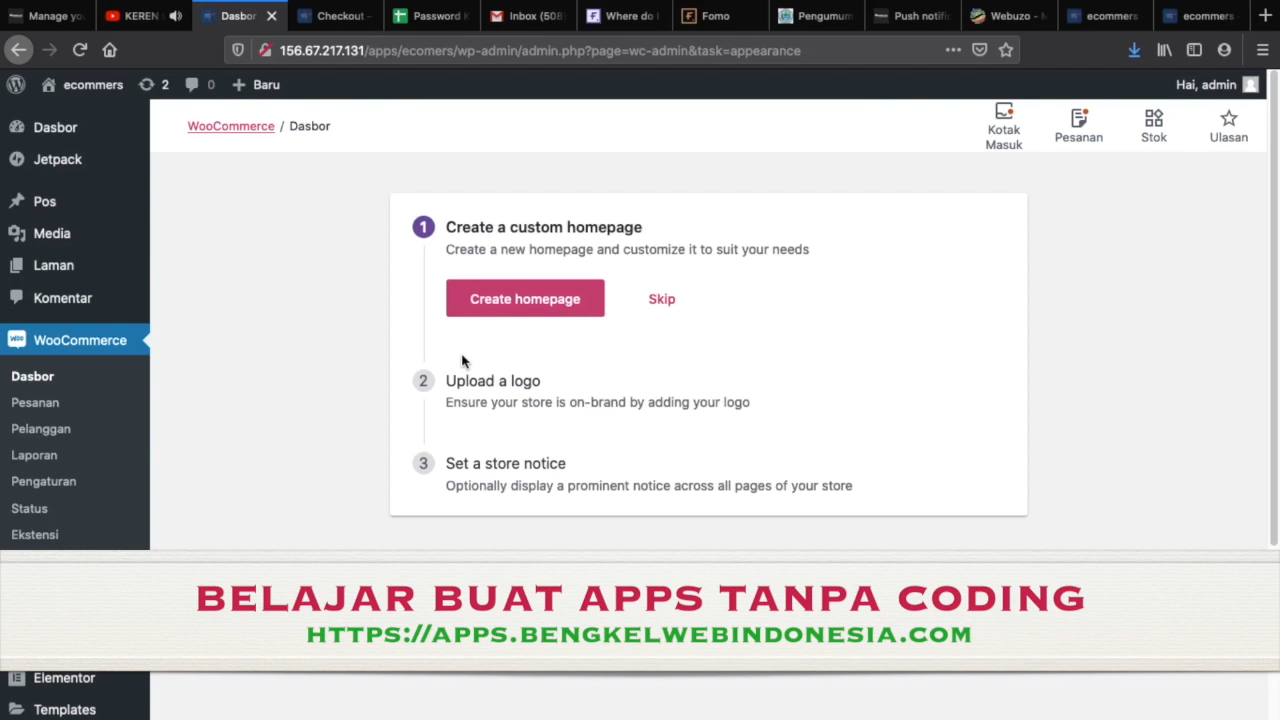 Manage you
KEREN
Dasbor
Checkout –
Password K
Inbox (508
Where do I
Fomo
Pengumum
Push notific
Webuzo - M
ecommers
ecommers
156.67.217.131/apps/ecomers/wp-admin/admin.php?page=wc-admin&task=appearance
ecommers
2
0
Baru
Hai, admin
Dasbor
Jetpack
Pos
Media
Laman
Komentar
WooCommerce
Dasbor
Pesanan
Pelanggan
Laporan
Pengaturan
Status
Ekstensi
Elementor
Templates
WooCommerce / Dasbor
Kotak
Masuk
Pesanan
Stok
Ulasan
1 Create a custom homepage
Create a new homepage and customize it to suit your needs
Create homepage
Skip
2 Upload a logo
Ensure your store is on-brand by adding your logo
3 Set a store notice
Optionally display a prominent notice across all pages of your store
BELAJAR BUAT APPS TANPA CODING
HTTPS://APPS.BENGKELWEBINDONESIA.COM